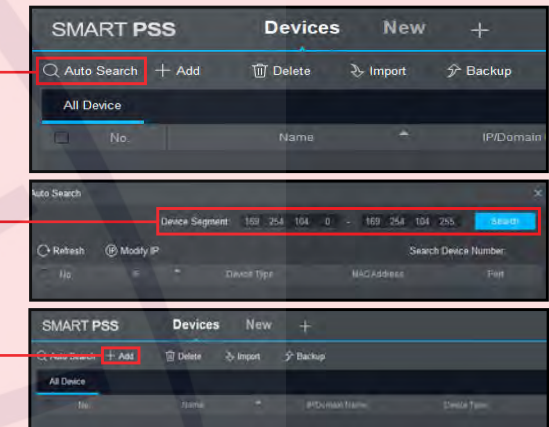 SMART PSS Devices New +
Auto Search + Add Delete Import Backup
All Device
No. Name IP/Domain
Auto Search
Device Segment: 169 254 104 0 - 169 254 104 255 Search
Refresh Modify IP Search Device Number:
No. IP Device Type MAC Address Port
SMART PSS Devices New +
Auto Search + Add Delete Import Backup
All Device
No. Name IP/Domain Name Device Type